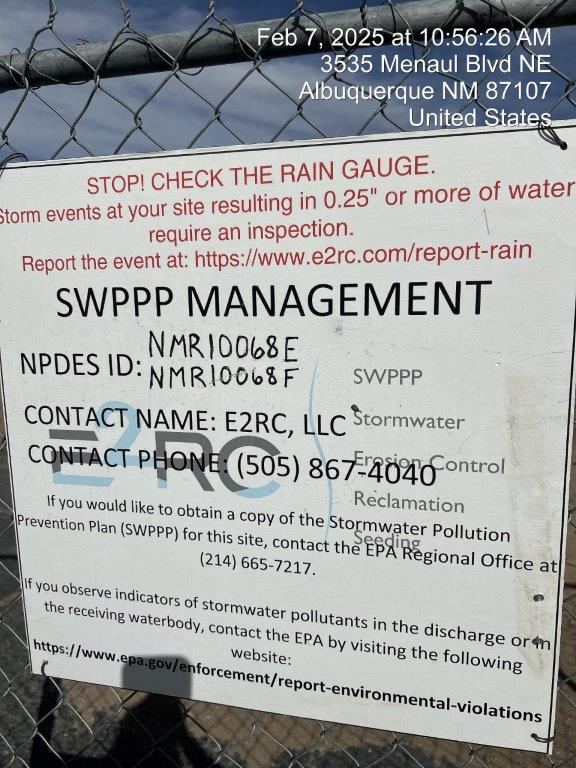 Feb 7, 2025 at 10:56:26 AM
3535 Menaul Blvd NE
Albuquerque NM 87107
United States
STOP! CHECK THE RAIN GAUGE.
Storm events at your site resulting in 0.25" or more of water
require an inspection.
Report the event at: https://www.e2rc.com/report-rain
SWPPP MANAGEMENT
NPDES ID: NMR10068E
NMR10068F
SWPPP
CONTACT NAME: E2RC, LLC
Stormwater
E2RC
Erosion Control
CONTACT PHONE: (505) 867-4040
Reclamation
Seeding
If you would like to obtain a copy of the Stormwater Pollution
Prevention Plan (SWPPP) for this site, contact the EPA Regional Office at
(214) 665-7217.
If you observe indicators of stormwater pollutants in the discharge or in
the receiving waterbody, contact the EPA by visiting the following
website:
https://www.epa.gov/enforcement/report-environmental-violations